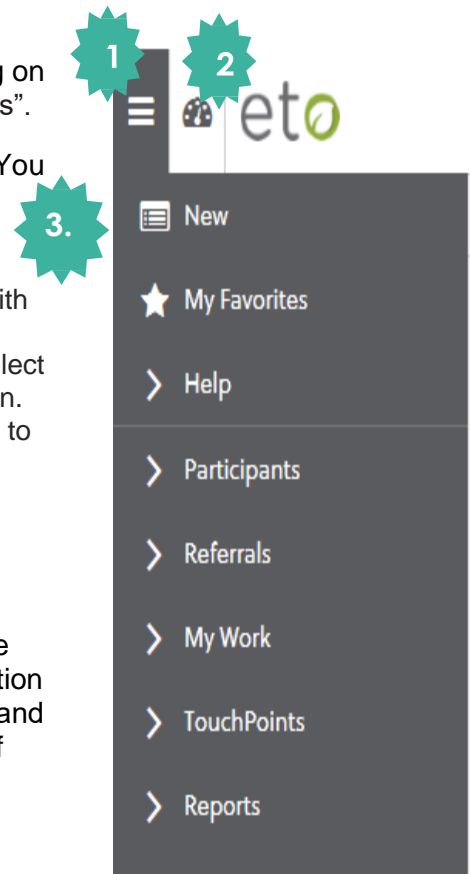 1
2
g on
s”.
eto
You
3.
New
ith
My Favorites
lect
Help
n.
to
Participants
Referrals
e
My Work
tion
and
TouchPoints
f
Reports